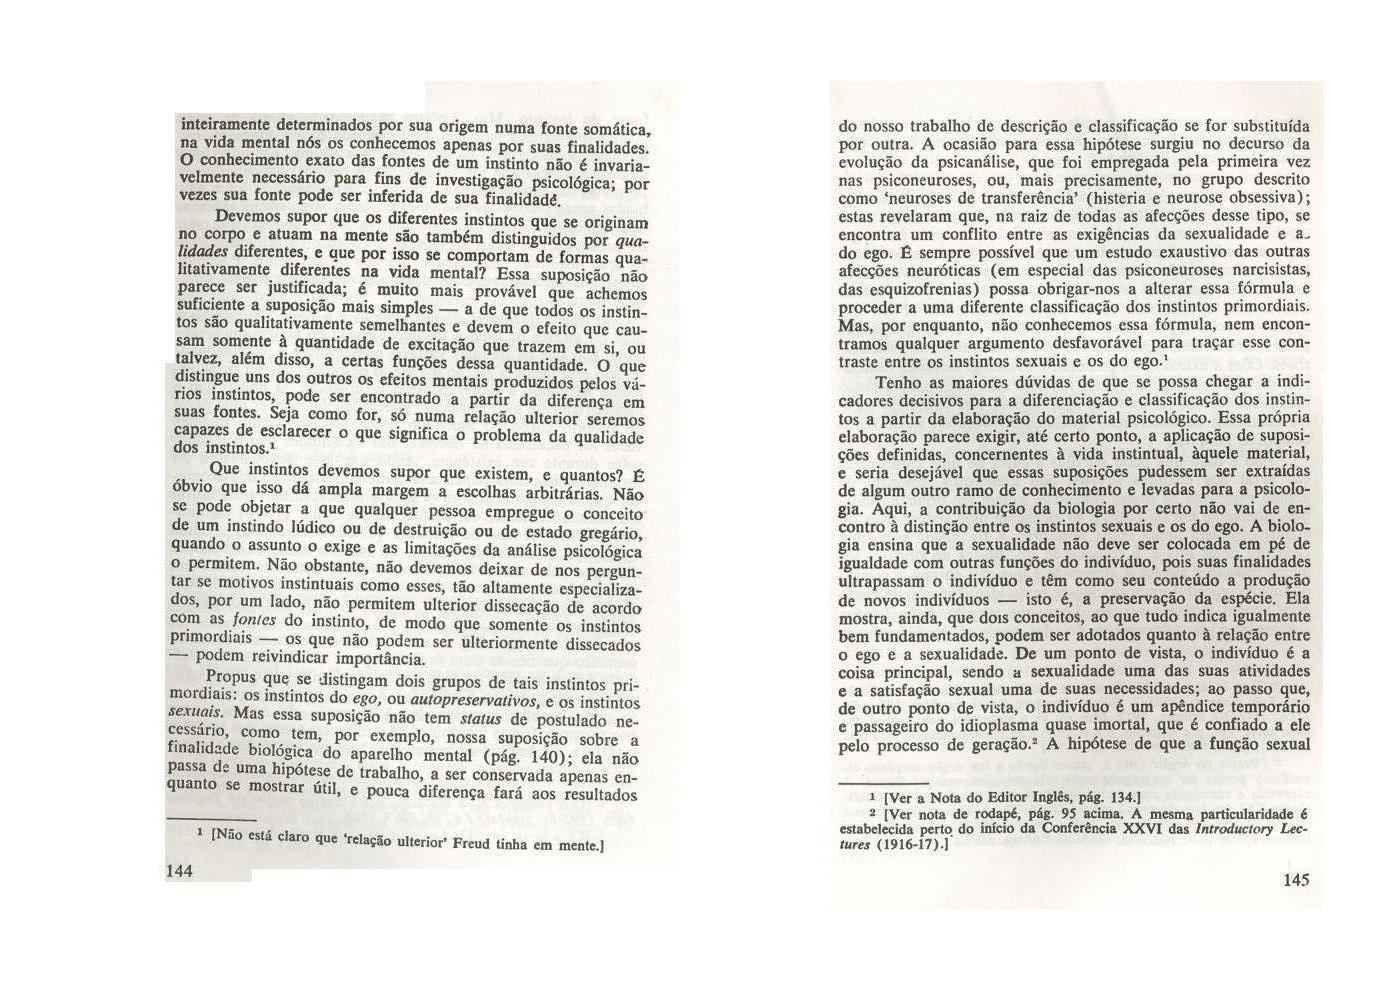 inteiramente determinados por sua origem numa fonte somática,
na vida mental nós os conhecemos apenas por suas finalidades.
O conhecimento exato das fontes de um instinto não é invaria-
velmente necessário para fins de investigação psicológica; por
vezes sua fonte pode ser inferida de sua finalidade.
Devemos supor que os diferentes instintos que se originam
no corpo e atuam na mente são também distinguidos por qua-
lidades diferentes, e que por isso se comportam de formas qua-
litativamente diferentes na vida mental? Essa suposição não
parece ser justificada; é muito mais provável que achemos
suficiente a suposição mais simples — a de que todos os instin-
tos são qualitativamente semelhantes e devem o efeito que cau-
sam somente à quantidade de excitação que trazem em si, ou
talvez, além disso, a certas funções dessa quantidade. O que
distingue uns dos outros os efeitos mentais produzidos pelos vá-
rios instintos, pode ser encontrado a partir da diferença em
suas fontes. Seja como for, só numa relação ulterior seremos
capazes de esclarecer o que significa o problema da qualidade
dos instintos.¹
Que instintos devemos supor que existem, e quantos? É
óbvio que isso dá ampla margem a escolhas arbitrárias. Não
se pode objetar a que qualquer pessoa empregue o conceito
de um instindo lúdico ou de destruição ou de estado gregário,
quando o assunto o exige e as limitações da análise psicológica
o permitem. Não obstante, não devemos deixar de nos pergun-
tar se motivos instintuais como esses, tão altamente especializa-
dos, por um lado, não permitem ulterior dissecação de acordo
com as fontes do instinto, de modo que somente os instintos
primordiais — os que não podem ser ulteriormente dissecados
— podem reivindicar importância.
Propus que se distingam dois grupos de tais instintos pri-
mordiais: os instintos do ego, ou autopreservativos, e os instintos
sexuais. Mas essa suposição não tem status de postulado ne-
cessário, como tem, por exemplo, nossa suposição sobre a
finalidade biológica do aparelho mental (pág. 140); ela não
passa de uma hipótese de trabalho, a ser conservada apenas en-
quanto se mostrar útil, e pouca diferença fará aos resultados
¹ [Não está claro que ‘relação ulterior’ Freud tinha em mente.]
144
do nosso trabalho de descrição e classificação se for substituída
por outra. A ocasião para essa hipótese surgiu no decurso da
evolução da psicanálise, que foi empregada pela primeira vez
nas psiconeuroses, ou, mais precisamente, no grupo descrito
como ‘neuroses de transferência’ (histeria e neurose obsessiva);
estas revelaram que, na raiz de todas as afecções desse tipo, se
encontra um conflito entre as exigências da sexualidade e a
do ego. É sempre possível que um estudo exaustivo das outras
afecções neuróticas (em especial das psiconeuroses narcisistas,
das esquizofrenias) possa obrigar-nos a alterar essa fórmula e
proceder a uma diferente classificação dos instintos primordiais.
Mas, por enquanto, não conhecemos essa fórmula, nem encon-
tramos qualquer argumento desfavorável para traçar esse con-
traste entre os instintos sexuais e os do ego.¹
Tenho as maiores dúvidas de que se possa chegar a indi-
cadores decisivos para a diferenciação e classificação dos instin-
tos a partir da elaboração do material psicológico. Essa própria
elaboração parece exigir, até certo ponto, a aplicação de suposi-
ções definidas, concernentes à vida instintual, àquele material,
e seria desejável que essas suposições pudessem ser extraídas
de algum outro ramo de conhecimento e levadas para a psicolo-
gia. Aqui, a contribuição da biologia por certo não vai de en-
contro à distinção entre os instintos sexuais e os do ego. A biolo-
gia ensina que a sexualidade não deve ser colocada em pé de
igualdade com outras funções do indivíduo, pois suas finalidades
ultrapassam o indivíduo e têm como seu conteúdo a produção
de novos indivíduos — isto é, a preservação da espécie. Ela
mostra, ainda, que dois conceitos, ao que tudo indica igualmente
bem fundamentados, podem ser adotados quanto à relação entre
o ego e a sexualidade. De um ponto de vista, o indivíduo é a
coisa principal, sendo a sexualidade uma das suas atividades
e a satisfação sexual uma de suas necessidades; ao passo que,
de outro ponto de vista, o indivíduo é um apêndice temporário
e passageiro do idioplasma quase imortal, que é confiado a ele
pelo processo de geração.² A hipótese de que a função sexual
¹ [Ver a Nota do Editor Inglês, pág. 134.]
² [Ver nota de rodapé, pág. 95 acima. A mesma particularidade é
estabelecida perto do início da Conferência XXVI das Introductory Lec-
tures (1916-17).]
145